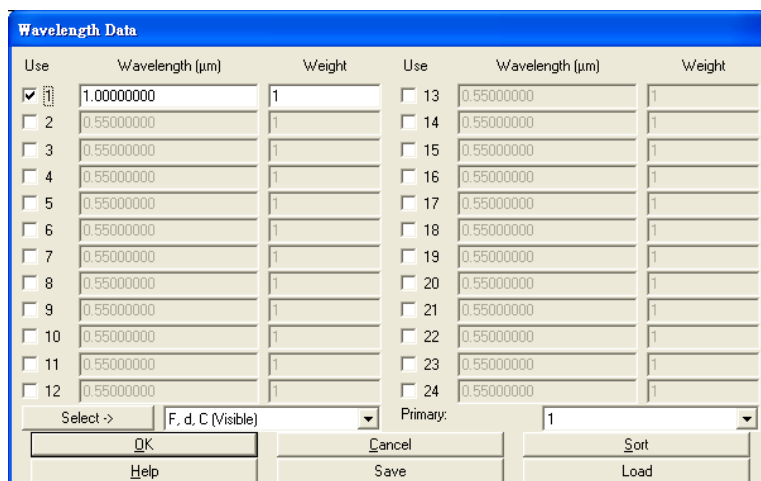 Wavelength Data
Use Wavelength (µm) Weight Use Wavelength (µm) Weight
1 1.00000000 1 13 0.55000000 1
2 0.55000000 1 14 0.55000000 1
3 0.55000000 1 15 0.55000000 1
4 0.55000000 1 16 0.55000000 1
5 0.55000000 1 17 0.55000000 1
6 0.55000000 1 18 0.55000000 1
7 0.55000000 1 19 0.55000000 1
8 0.55000000 1 20 0.55000000 1
9 0.55000000 1 21 0.55000000 1
10 0.55000000 1 22 0.55000000 1
11 0.55000000 1 23 0.55000000 1
12 0.55000000 1 24 0.55000000 1
Select -> F, d, C (Visible) Primary: 1
OK Cancel Sort
Help Save Load